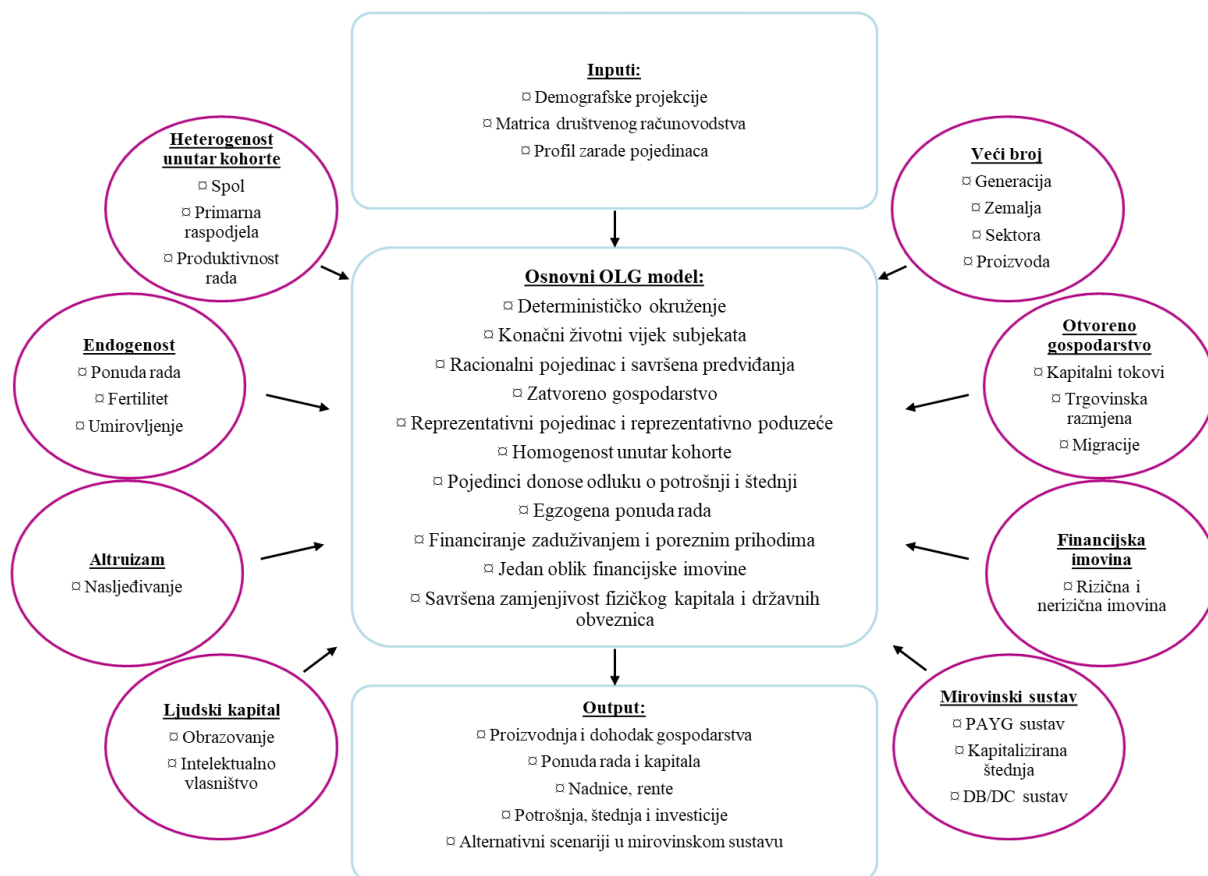 Inputi:
¤ Demografske projekcije
¤ Matrica društvenog računovodstva
¤ Profil zarade pojedinaca
Heterogenost
unutar kohorte
¤ Spol
¤ Primarna
raspodjela
¤ Produktivnost
rada
Endogenost
¤ Ponuda rada
¤ Fertilitet
¤ Umirovljenje
Altruizam
¤ Nasljeđivanje
Ljudski kapital
¤ Obrazovanje
¤ Intelektualno
vlasništvo
Osnovni OLG model:
¤ Determinističko okruženje
¤ Konačni životni vijek subjekata
¤ Racionalni pojedinac i savršena predviđanja
¤ Zatvoreno gospodarstvo
¤ Reprezentativni pojedinac i reprezentativno poduzeće
¤ Homogenost unutar kohorte
¤ Pojedinci donose odluku o potrošnji i štednji
¤ Egzogena ponuda rada
¤ Financiranje zaduživanjem i poreznim prihodima
¤ Jedan oblik financijske imovine
¤ Savršena zamjenjivost fizičkog kapitala i državnih
obveznica
Veći broj
¤ Generacija
¤ Zemalja
¤ Sektora
¤ Proizvoda
Otvoreno
gospodarstvo
¤ Kapitalni tokovi
¤ Trgovinska
razmjena
¤ Migracije
Financijska
imovina
¤ Rizična i
nerizična imovina
Mirovinski sustav
¤ PAYG sustav
¤ Kapitalizirana
štednja
¤ DB/DC sustav
Output:
¤ Proizvodnja i dohodak gospodarstva
¤ Ponuda rada i kapitala
¤ Nadnice, rente
¤ Potrošnja, štednja i investicije
¤ Alternativni scenariji u mirovinskom sustavu